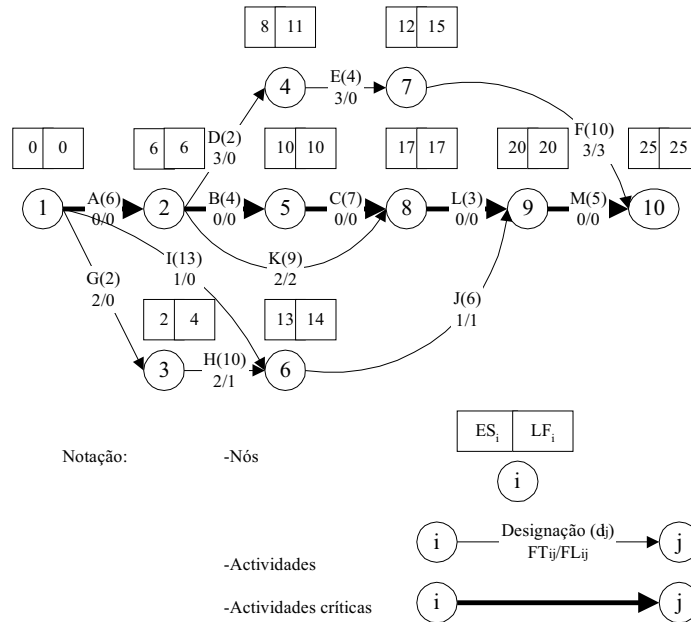 8 11
12 15
4
E(4)
3/0
7
D(2)
3/0
F(10)
3/3
0 0
6 6
10 10
17 17
20 20
25 25
1
A(6)
0/0
2
B(4)
0/0
5
C(7)
0/0
8
L(3)
0/0
9
M(5)
0/0
10
I(13)
1/0
K(9)
2/2
G(2)
2/0
J(6)
1/1
2 4
13 14
3
H(10)
2/1
6
ESi LFi
Notação:
-Nós
i
-Actividades
i
Designação (dj)
FTij/FLij
j
-Actividades críticas
i
j